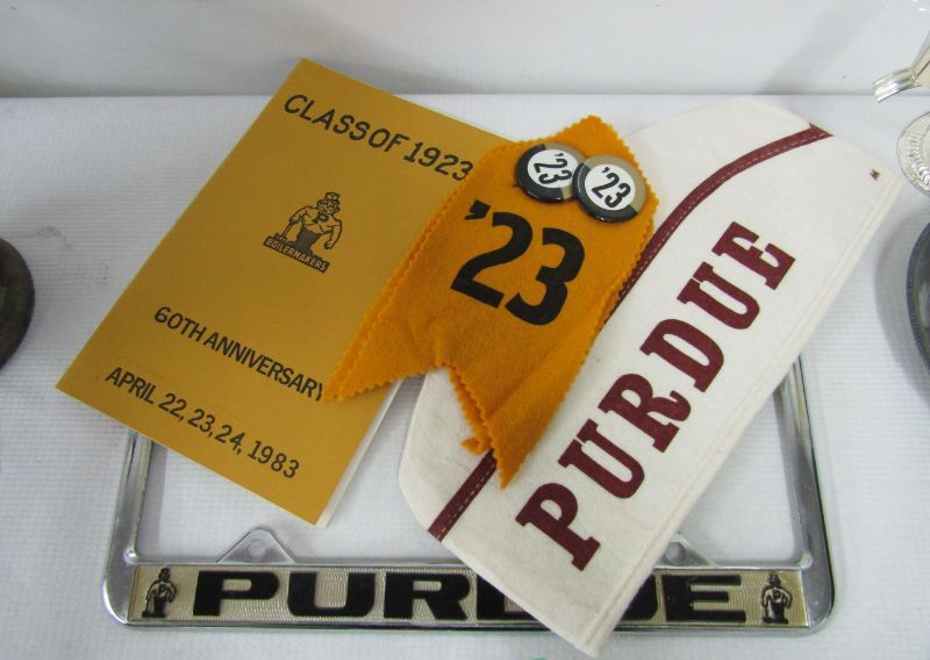 CLASS OF 1923
P
BOILERMAKERS
60TH ANNIVERSARY
APRIL 22, 23, 24, 1983
'23
'23
'23
PURDUE
PURDUE